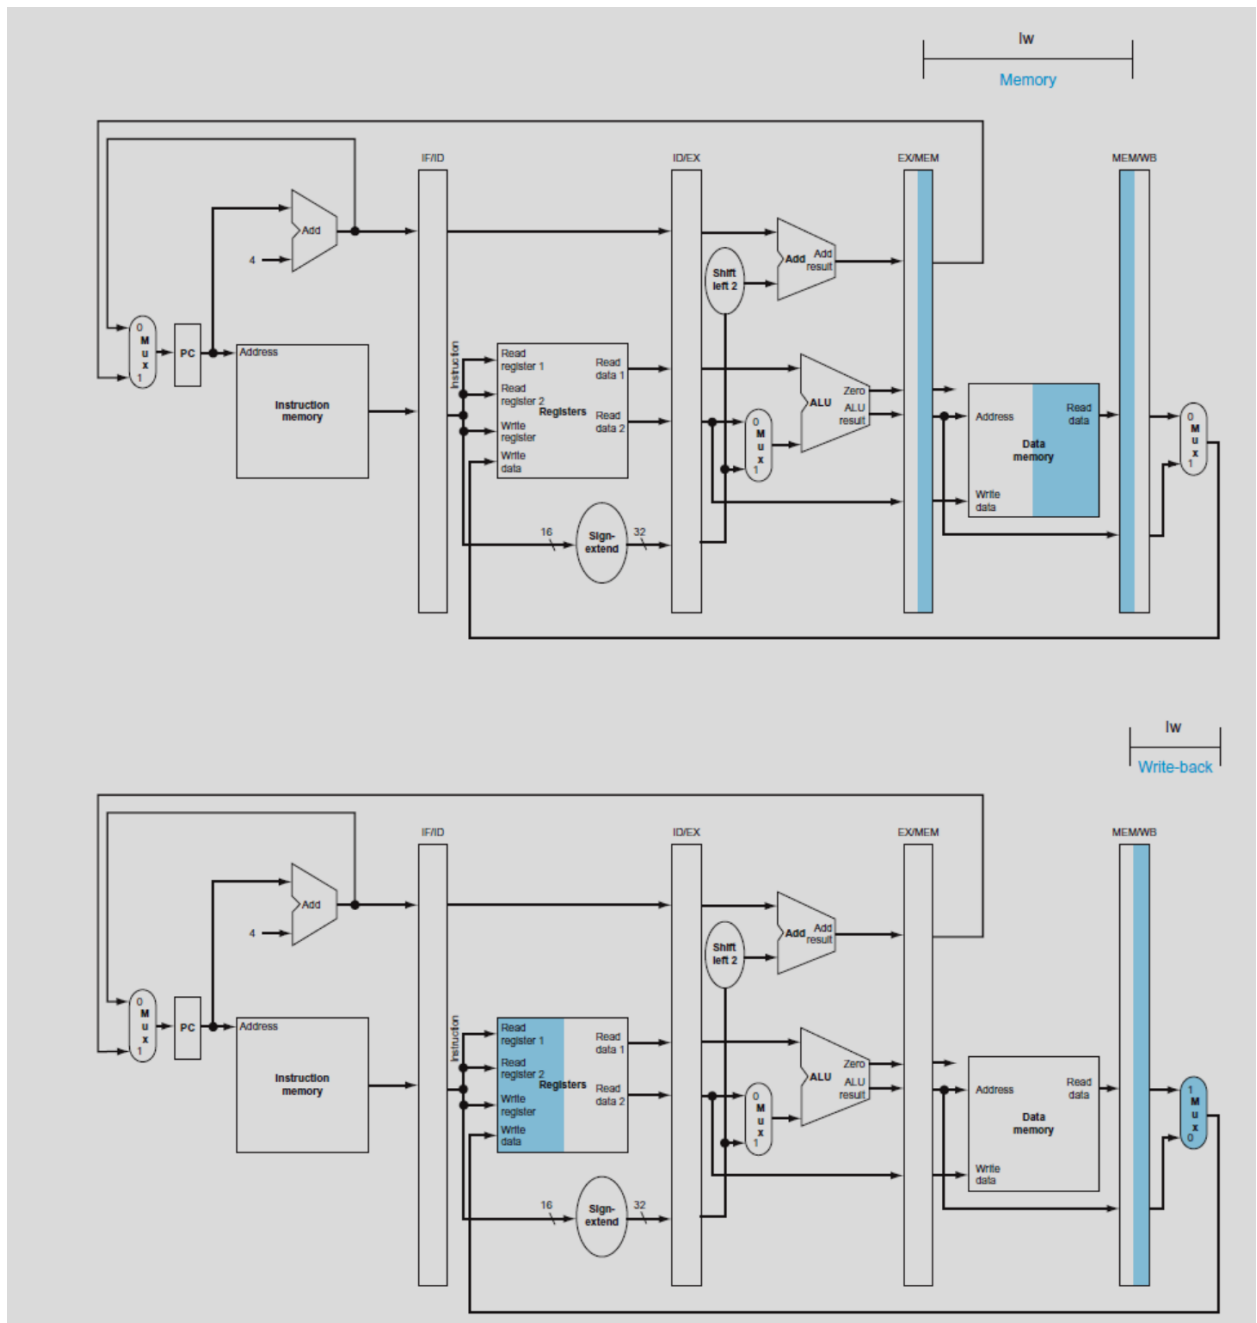 lw
Memory
IF/ID
ID/EX
EX/MEM
MEM/WB
Add
4
Shift
left 2
Add
Add
result
0
M
u
x
1
PC
Address
Instruction
memory
Instruction
Read
register 1
Read
register 2
Write
register
Write
data
Registers
Read
data 1
Read
data 2
16
Sign-
extend
32
0
M
u
x
1
ALU
Zero
ALU
result
Address
Write
data
Data
memory
Read
data
0
M
u
x
1
lw
Write-back
IF/ID
ID/EX
EX/MEM
MEM/WB
Add
4
Shift
left 2
Add
Add
result
0
M
u
x
1
PC
Address
Instruction
memory
Instruction
Read
register 1
Read
register 2
Write
register
Write
data
Registers
Read
data 1
Read
data 2
16
Sign-
extend
32
0
M
u
x
1
ALU
Zero
ALU
result
Address
Write
data
Data
memory
Read
data
1
M
u
x
0